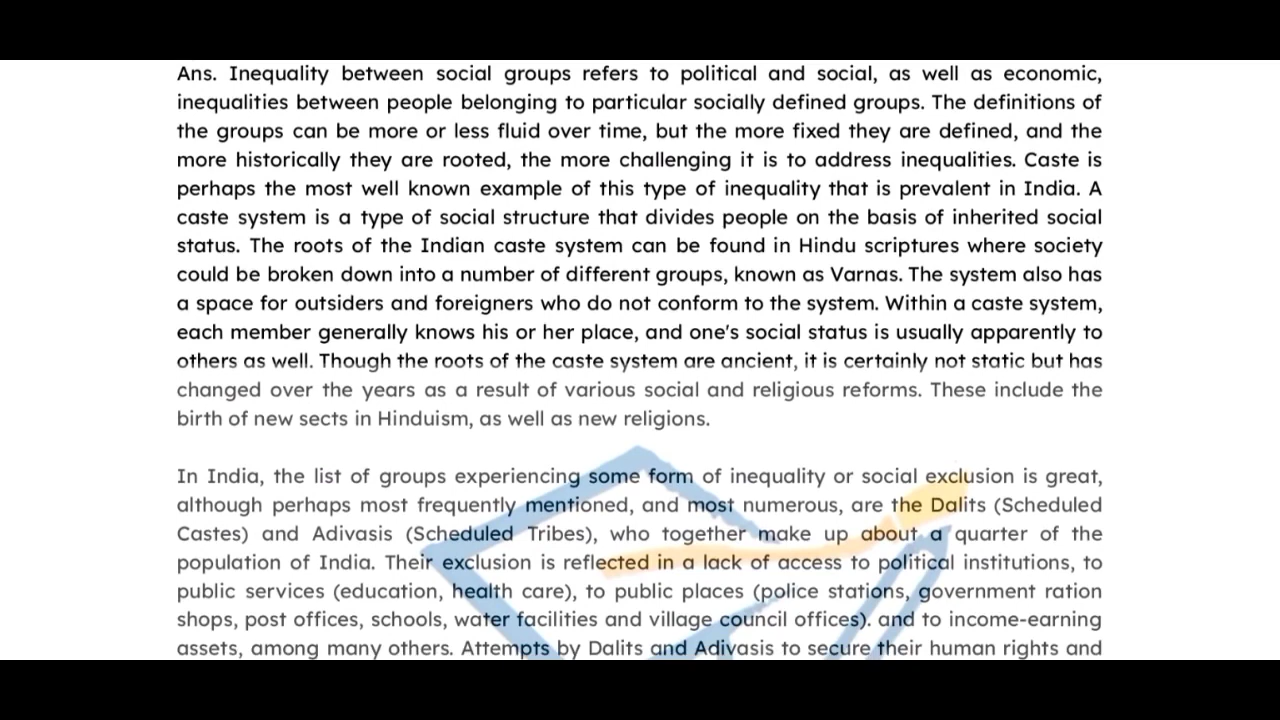 Ans. Inequality between social groups refers to political and social, as well as economic,
inequalities between people belonging to particular socially defined groups. The definitions of
the groups can be more or less fluid over time, but the more fixed they are defined, and the
more historically they are rooted, the more challenging it is to address inequalities. Caste is
perhaps the most well known example of this type of inequality that is prevalent in India. A
caste system is a type of social structure that divides people on the basis of inherited social
status. The roots of the Indian caste system can be found in Hindu scriptures where society
could be broken down into a number of different groups, known as Varnas. The system also has
a space for outsiders and foreigners who do not conform to the system. Within a caste system,
each member generally knows his or her place, and one's social status is usually apparently to
others as well. Though the roots of the caste system are ancient, it is certainly not static but has
changed over the years as a result of various social and religious reforms. These include the
birth of new sects in Hinduism, as well as new religions.
In India, the list of groups experiencing some form of inequality or social exclusion is great,
although perhaps most frequently mentioned, and most numerous, are the Dalits (Scheduled
Castes) and Adivasis (Scheduled Tribes), who together make up about a quarter of the
population of India. Their exclusion is reflected in a lack of access to political institutions, to
public services (education, health care), to public places (police stations, government ration
shops, post offices, schools, water facilities and village council offices). and to income-earning
assets, among many others. Attempts by Dalits and Adivasis to secure their human rights and